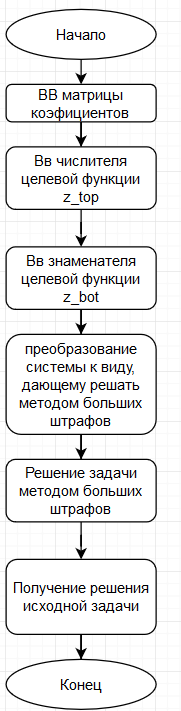 Начало
ВВ матрицы
коэфициентов
Вв числителя
целевой функции
z_top
Вв знаменателя
целевой функции
z_bot
преобразование
системы к виду,
дающему решать
методом больших
штрафов
Решение задачи
методом больших
штрафов
Получение решения
исходной задачи
Конец